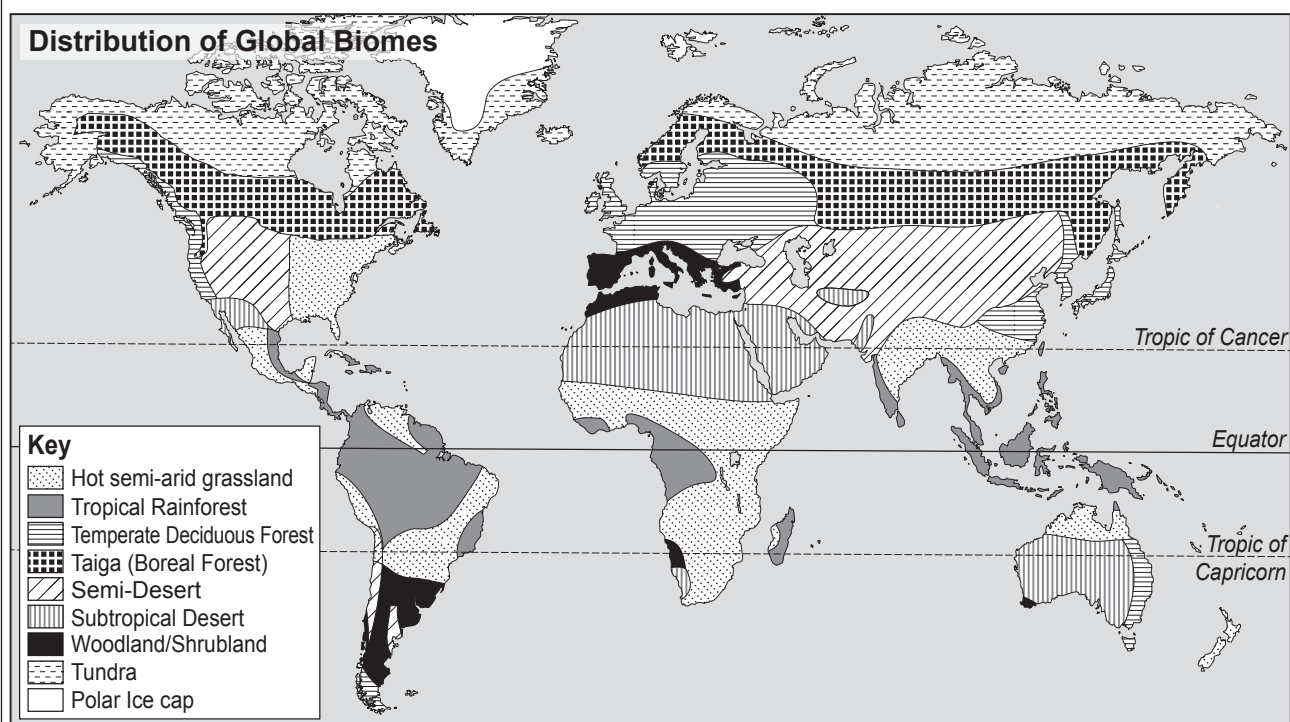 Distribution of Global Biomes
Tropic of Cancer
Equator
Tropic of
Capricorn
Key
Hot semi-arid grassland
Tropical Rainforest
Temperate Deciduous Forest
Taiga (Boreal Forest)
Semi-Desert
Subtropical Desert
Woodland/Shrubland
Tundra
Polar Ice cap